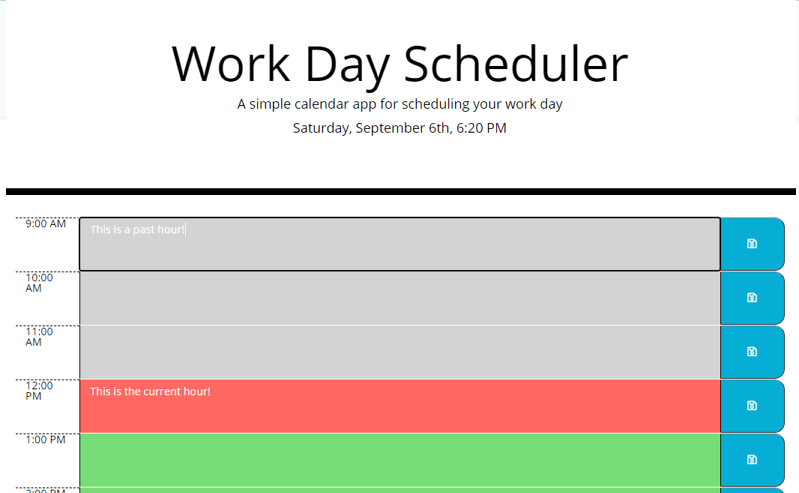 Work Day Scheduler
A simple calendar app for scheduling your work day
Saturday, September 6th, 6:20 PM
9:00 AM
This is a past hour!
10:00
AM
11:00
AM
12:00
PM
This is the current hour!
1:00 PM